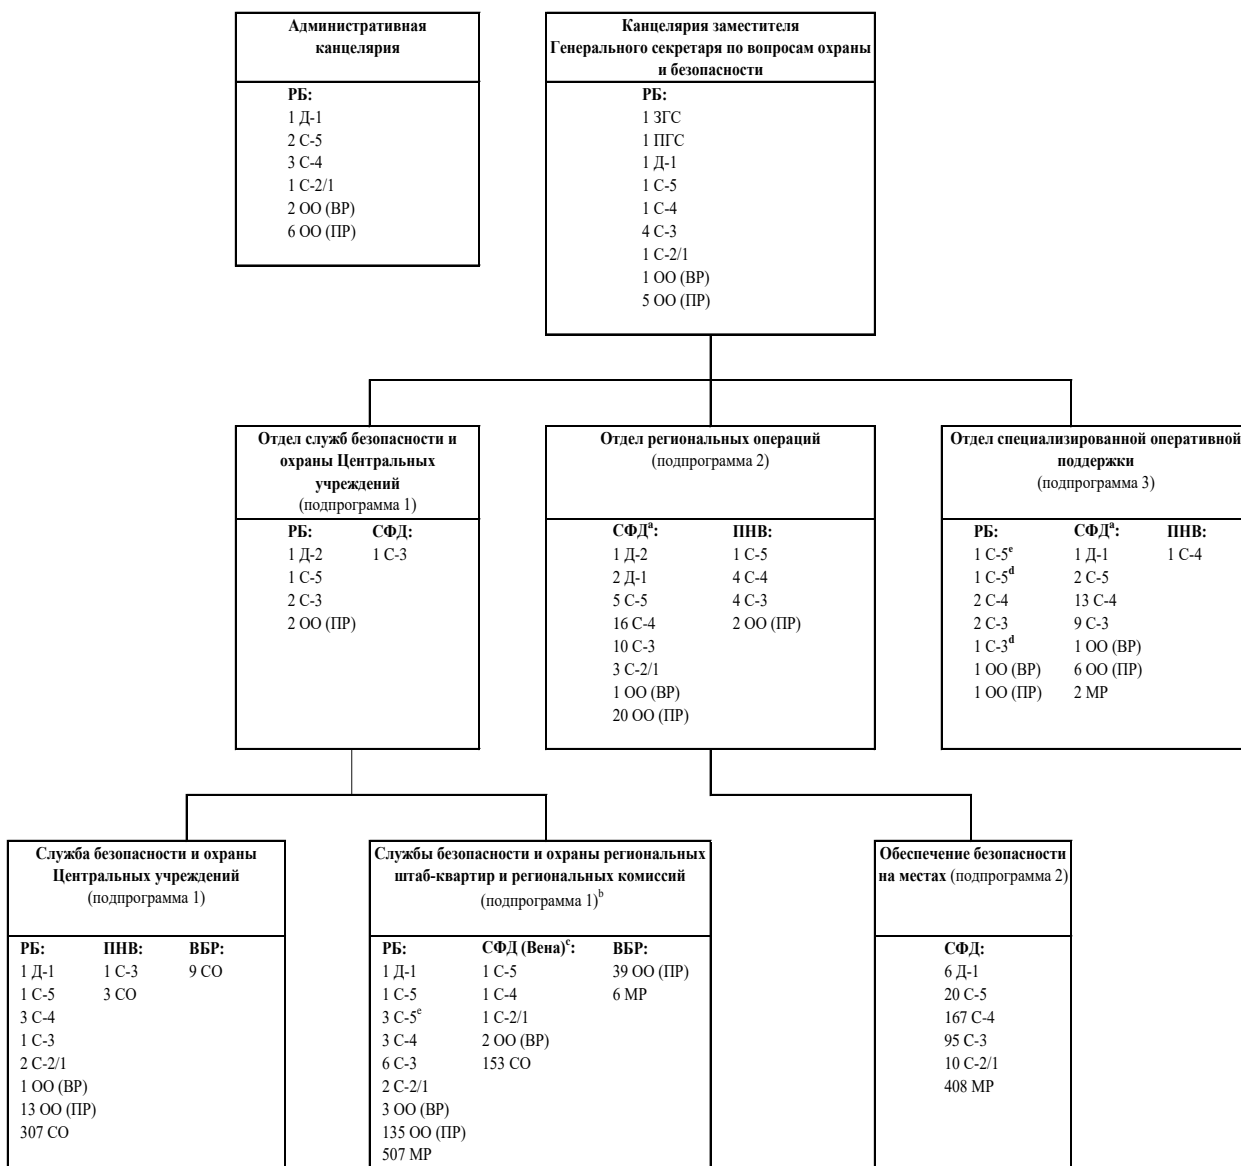 Административная
канцелярия
РБ:
1 Д-1
2 С-5
3 С-4
1 С-2/1
2 ОО (ВР)
6 ОО (ПР)
Канцелярия заместителя
Генерального секретаря по вопросам охраны
и безопасности
РБ:
1 ЗГС
1 ПГС
1 Д-1
1 С-5
1 С-4
4 С-3
1 С-2/1
1 ОО (ВР)
5 ОО (ПР)
Отдел служб безопасности и
охраны Центральных
учреждений
(подпрограмма 1)
РБ:
1 Д-2
1 С-5
2 С-3
2 ОО (ПР)
СФД:
1 С-3
Отдел региональных операций
(подпрограмма 2)
СФДᵃ:
1 Д-2
2 Д-1
5 С-5
16 С-4
10 С-3
3 С-2/1
1 ОО (ВР)
20 ОО (ПР)
ПНВ:
1 С-5
4 С-4
4 С-3
2 ОО (ПР)
Отдел специализированной оперативной
поддержки
(подпрограмма 3)
РБ:
1 С-5ᵉ
1 С-5ᵈ
2 С-4
2 С-3
1 С-3ᵈ
1 ОО (ВР)
1 ОО (ПР)
СФДᵃ:
1 Д-1
2 С-5
13 С-4
9 С-3
1 ОО (ВР)
6 ОО (ПР)
2 МР
ПНВ:
1 С-4
Служба безопасности и охраны
Центральных учреждений
(подпрограмма 1)
РБ:
1 Д-1
1 С-5
3 С-4
1 С-3
2 С-2/1
1 ОО (ВР)
13 ОО (ПР)
307 СО
ПНВ:
1 С-3
3 СО
ВБР:
9 СО
Службы безопасности и охраны региональных
штаб-квартир и региональных комиссий
(подпрограмма 1)ᵇ
РБ:
1 Д-1
1 С-5
3 С-5ᵉ
3 С-4
6 С-3
2 С-2/1
3 ОО (ВР)
135 ОО (ПР)
507 МР
СФД (Вена)ᶜ:
1 С-5
1 С-4
1 С-2/1
2 ОО (ВР)
153 СО
ВБР:
39 ОО (ПР)
6 МР
Обеспечение безопасности
на местах (подпрограмма 2)
СФД:
6 Д-1
20 С-5
167 С-4
95 С-3
10 С-2/1
408 МР